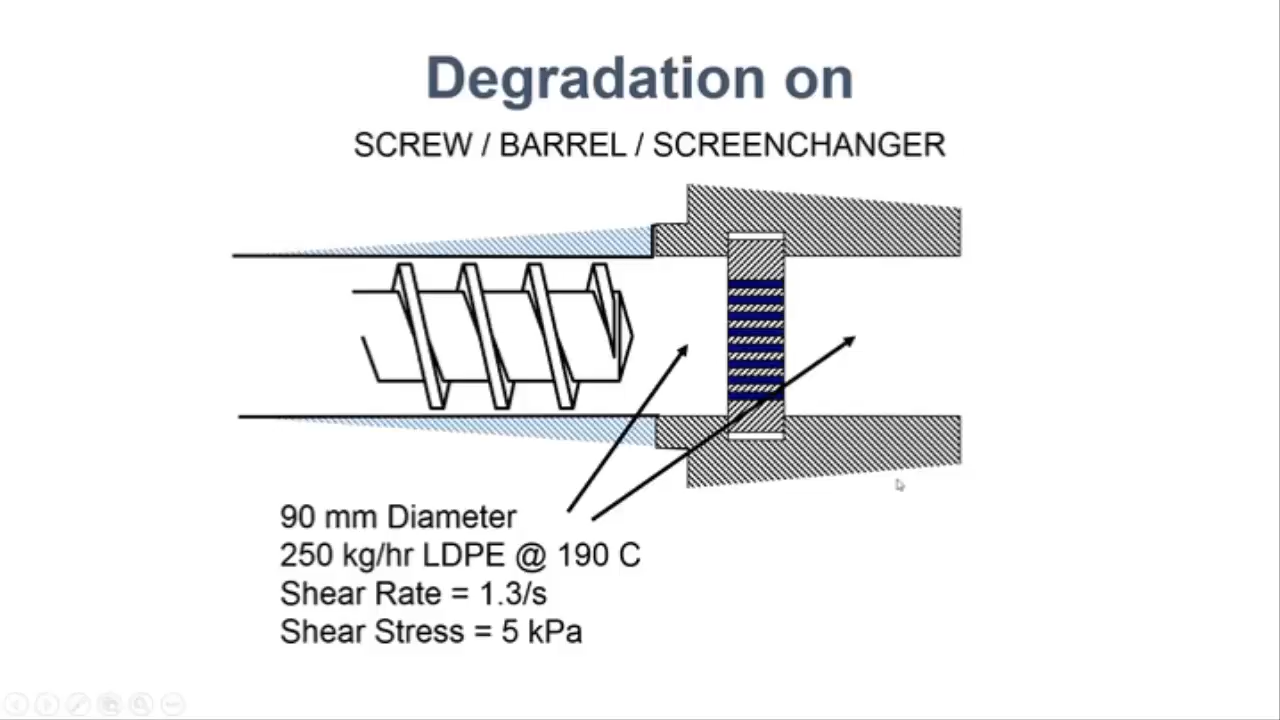 Degradation on
SCREW / BARREL / SCREENCHANGER
90 mm Diameter
250 kg/hr LDPE @ 190 C
Shear Rate = 1.3/s
Shear Stress = 5 kPa